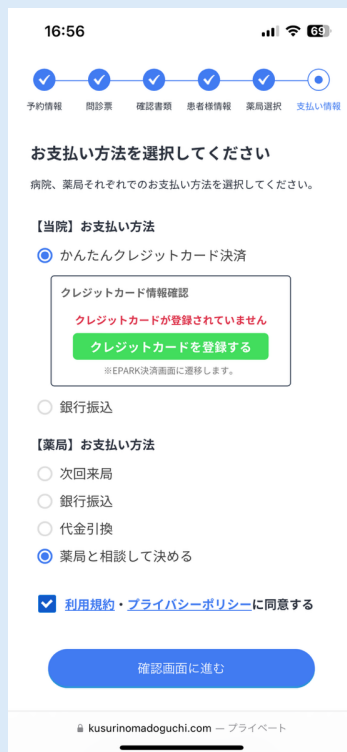 16:56
69
予約情報 問診票 確認書類 患者様情報 薬局選択 支払い情報
お支払い方法を選択してください
病院、薬局それぞれでのお支払い方法を選択してください。
【当院】お支払い方法
かんたんクレジットカード決済
クレジットカード情報確認
クレジットカードが登録されていません
クレジットカードを登録する
※EPARK決済画面に遷移します。
銀行振込
【薬局】お支払い方法
次回来局
銀行振込
代金引換
薬局と相談して決める
利用規約・プライバシーポリシーに同意する
確認画面に進む
kusurinomadoguchi.com — プライベート